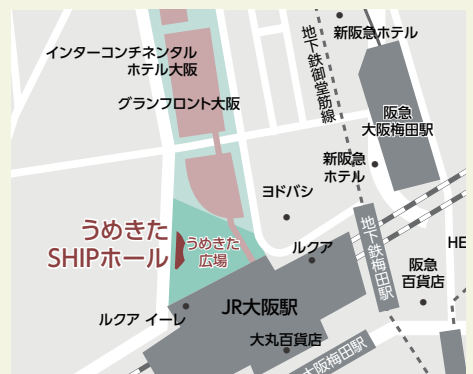 新阪急ホテル
インターコンチネンタル
ホテル大阪
地下鉄御堂筋線
グランフロント大阪
阪急
大阪梅田駅
新阪急
ホテル
ヨドバシ
うめきた
SHIPホール
うめきた
広場
ルクア
地下鉄梅田駅
HE
阪急
百貨店
JR大阪駅
ルクア イーレ
大丸百貨店
大阪梅田駅